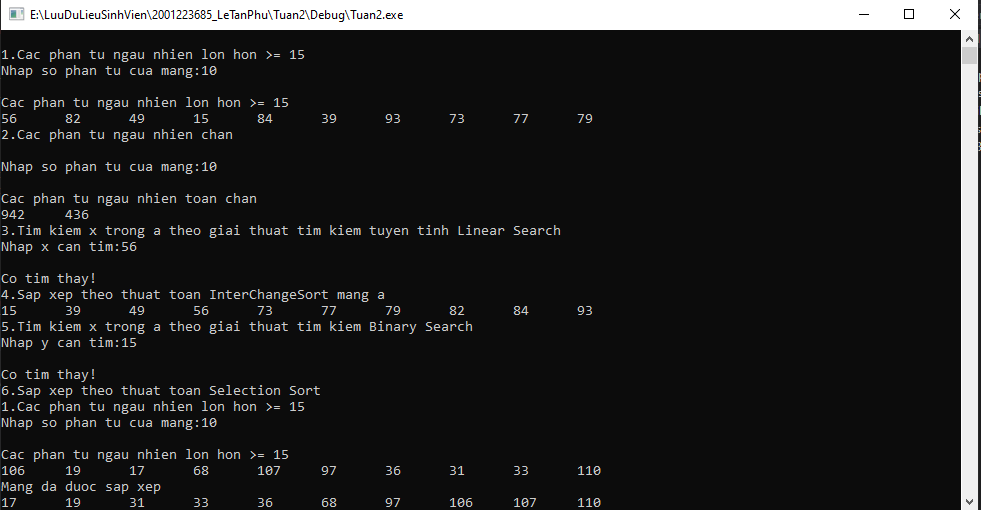 E:\LuuDuLieuSinhVien\2001223685_LeTanPhu\Tuan2\Debug\Tuan2.exe
1.Cac phan tu ngau nhien lon hon >= 15
Nhap so phan tu cua mang:10
Cac phan tu ngau nhien lon hon >= 15
56 82 49 15 84 39 93 73 77 79
2.Cac phan tu ngau nhien chan
Nhap so phan tu cua mang:10
Cac phan tu ngau nhien toan chan
942 436
3.Tim kiem x trong a theo giai thuat tim kiem tuyen tinh Linear Search
Nhap x can tim:56
Co tim thay!
4.Sap xep theo thuat toan InterChangeSort mang a
15 39 49 56 73 77 79 82 84 93
5.Tim kiem x trong a theo giai thuat tim kiem Binary Search
Nhap y can tim:15
Co tim thay!
6.Sap xep theo thuat toan Selection Sort
1.Cac phan tu ngau nhien lon hon >= 15
Nhap so phan tu cua mang:10
Cac phan tu ngau nhien lon hon >= 15
106 19 17 68 107 97 36 31 33 110
Mang da duoc sap xep
17 19 31 33 36 68 97 106 107 110